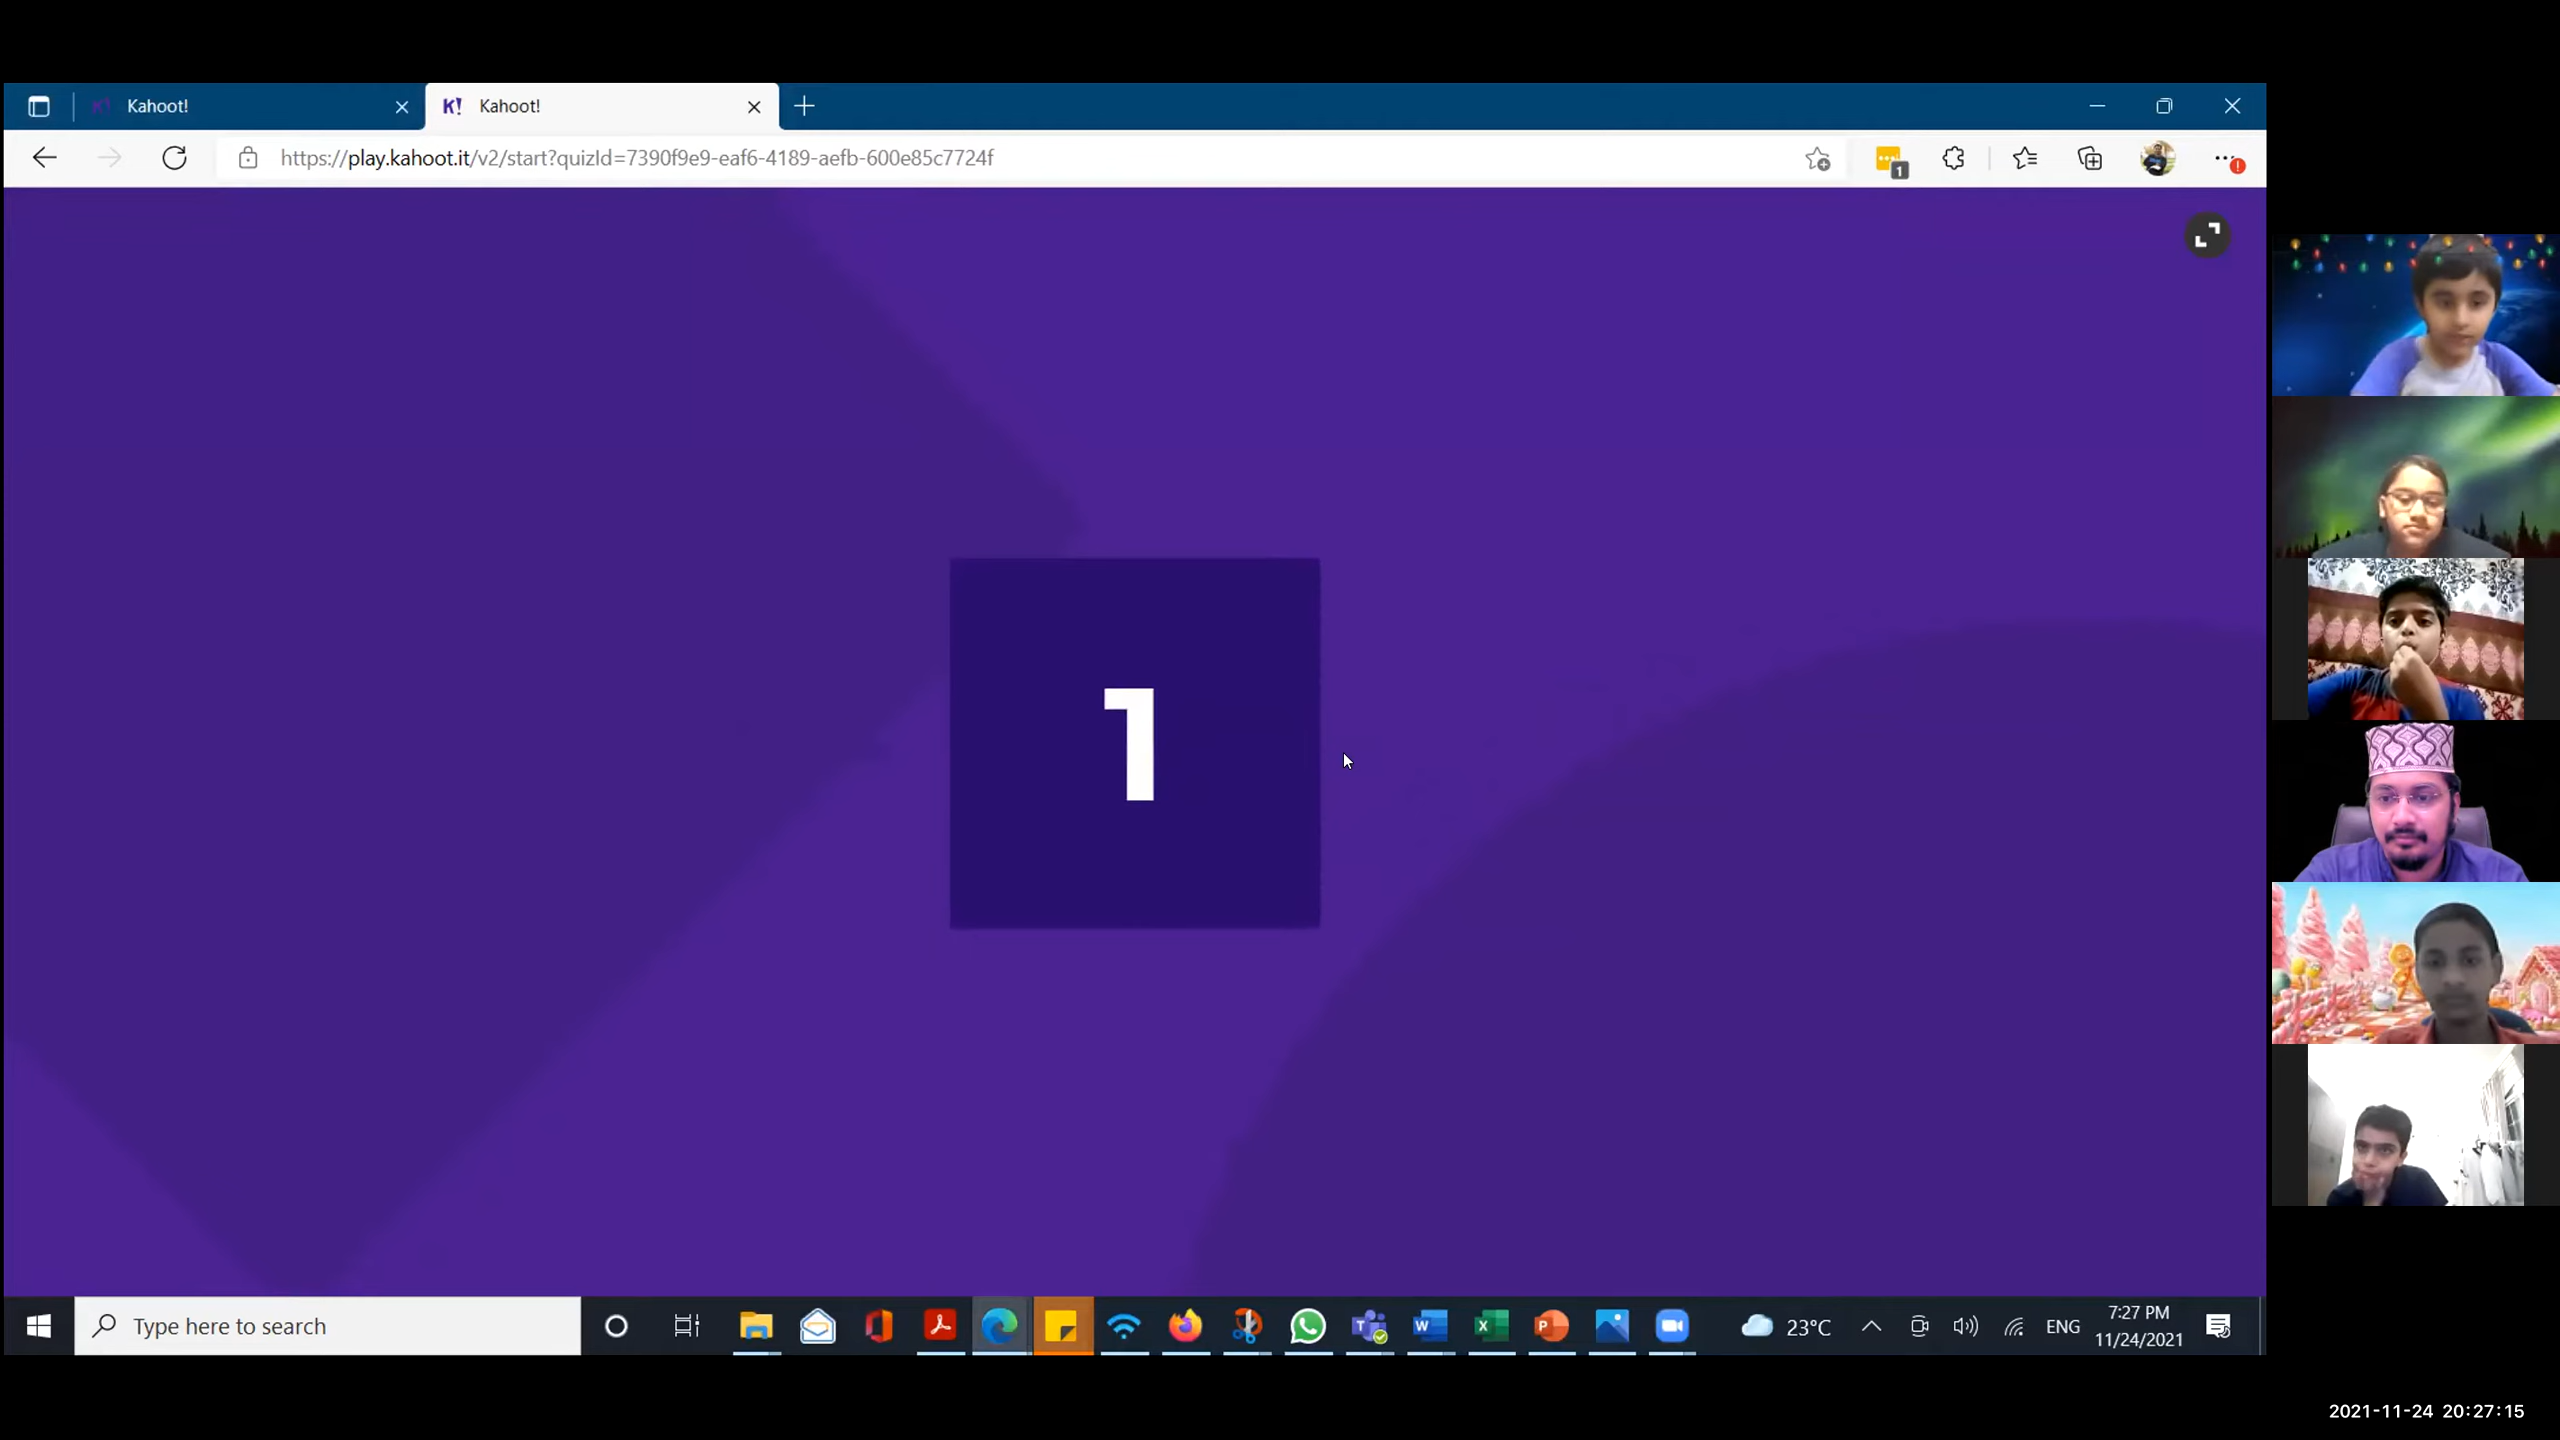 Kahoot!
K! Kahoot!
https://play.kahoot.it/v2/start?quizId=7390f9e9-eaf6-4189-aefb-600e85c7724f
1
1
Type here to search
23°C
ENG
7:27 PM
11/24/2021
2021-11-24 20:27:15